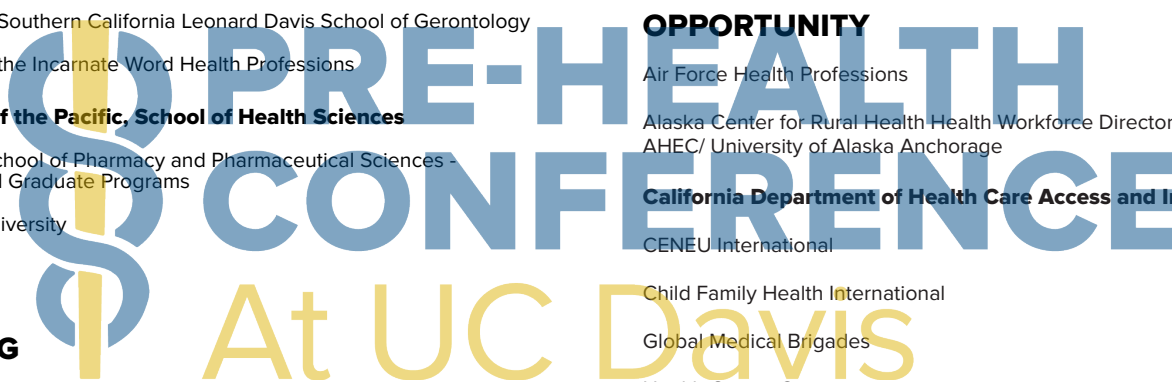 Southern California Leonard Davis School of Gerontology
the Incarnate Word Health Professions
f the Pacific, School of Health Sciences
chool of Pharmacy and Pharmaceutical Sciences -
l Graduate Programs
iversity
G
OPPORTUNITY
Air Force Health Professions
Alaska Center for Rural Health Health Workforce Director
AHEC/ University of Alaska Anchorage
California Department of Health Care Access and In
CENEU International
Child Family Health International
Global Medical Brigades
PRE-HEALTH
CONFERENCE
At UC Davis